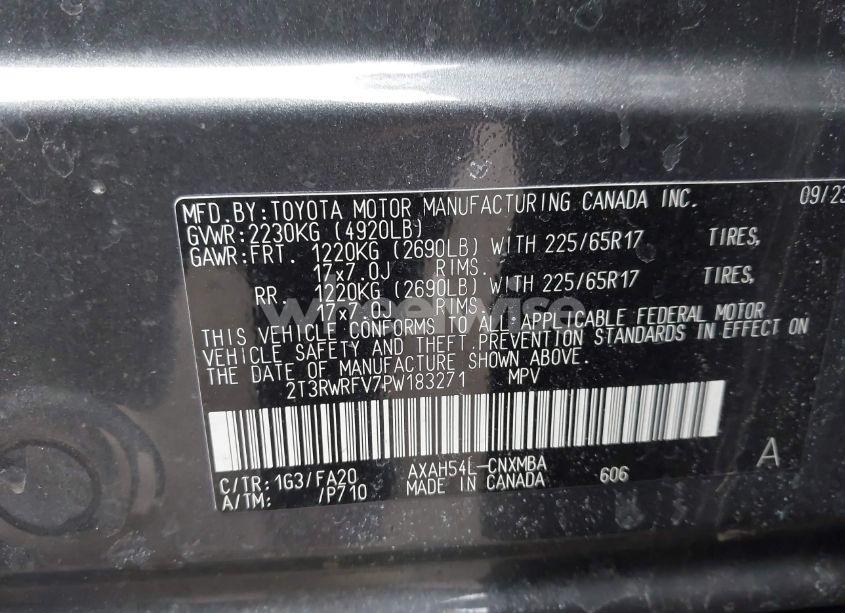 MFD.BY:TOYOTA MOTOR MANUFACTURING CANADA INC. 09/23
GVWR:2230KG (4920LB)
GAWR:FRT. 1220KG (2690LB) WITH 225/65R17 TIRES,
17x7.0J RIMS.
RR. 1220KG (2690LB) WITH 225/65R17 TIRES,
17x7.0J RIMS.
wheelwise
THIS VEHICLE CONFORMS TO ALL APPLICABLE FEDERAL MOTOR
VEHICLE SAFETY AND THEFT PREVENTION STANDARDS IN EFFECT ON
THE DATE OF MANUFACTURE SHOWN ABOVE.
2T3RWRFV7PW183271 MPV
C/TR:1G3/FA20 AXAH54L-CNXMBA 606 A
A/TM: /P710 MADE IN CANADA